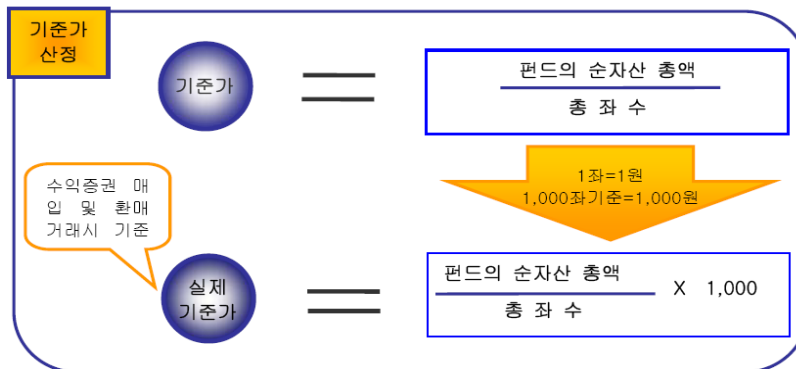 기준가
산정
기준가
펀드의 순자산 총액
총 좌 수
1좌=1원
1,000좌기준=1,000원
수익증권 매
입 및 환매
거래시 기준
실제
기준가
펀드의 순자산 총액
총 좌 수
X 1,000